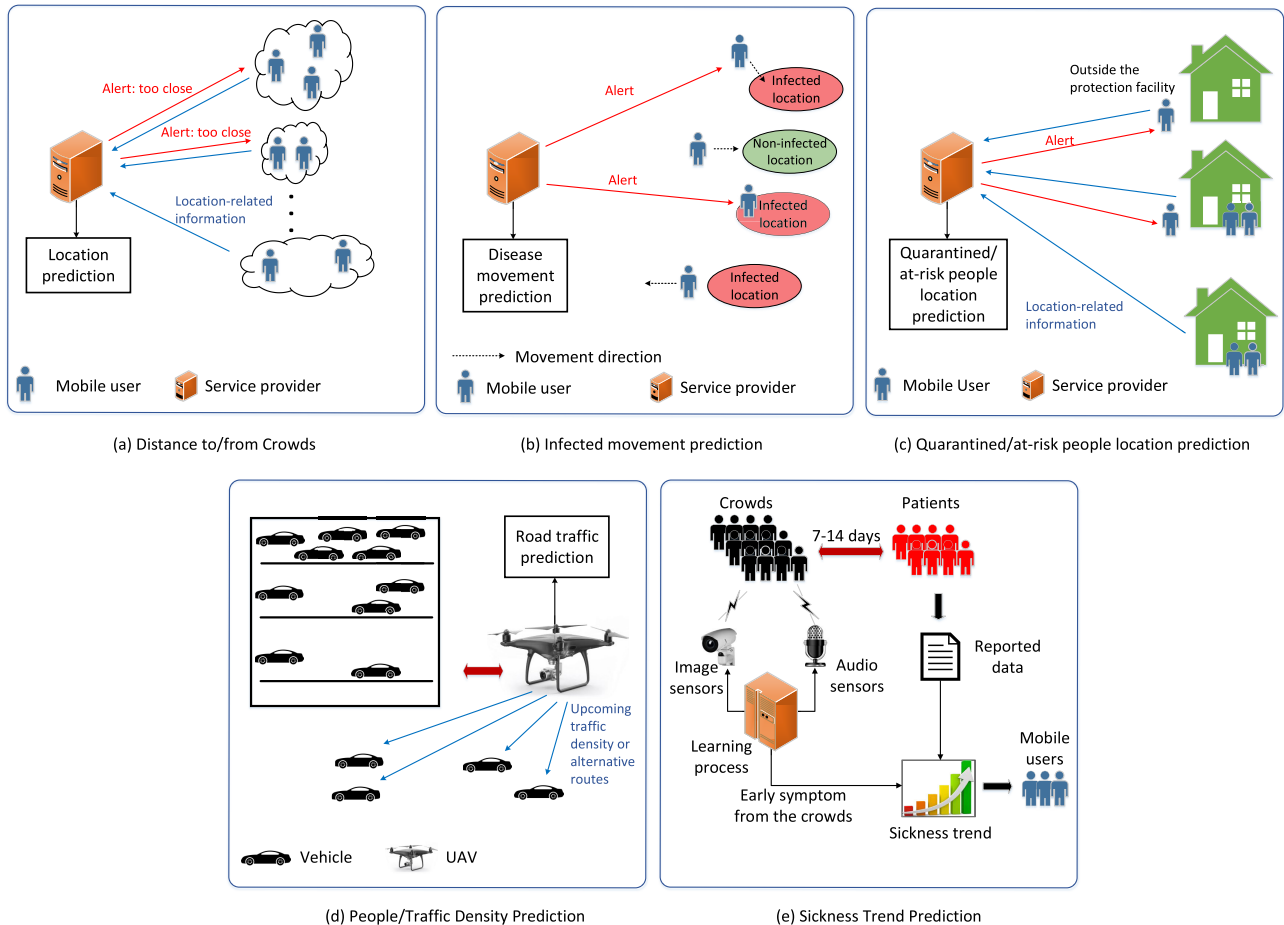 Alert: too close
Alert: too close
Location-related
information
Location
prediction
Mobile user
Service provider
(a) Distance to/from Crowds
Alert
Infected
location
Non-infected
location
Alert
Infected
location
Disease
movement
prediction
Infected
location
Movement direction
Mobile user
Service provider
(b) Infected movement prediction
Outside the
protection facility
Alert
Quarantined/
at-risk people
location
prediction
Location-related
information
Mobile User
Service provider
(c) Quarantined/at-risk people location prediction
Road traffic
prediction
Upcoming
traffic
density or
alternative
routes
Vehicle
UAV
(d) People/Traffic Density Prediction
Crowds
Patients
7-14 days
Image
sensors
Audio
sensors
Reported
data
Learning
process
Mobile
users
Early symptom
from the crowds
Sickness trend
(e) Sickness Trend Prediction